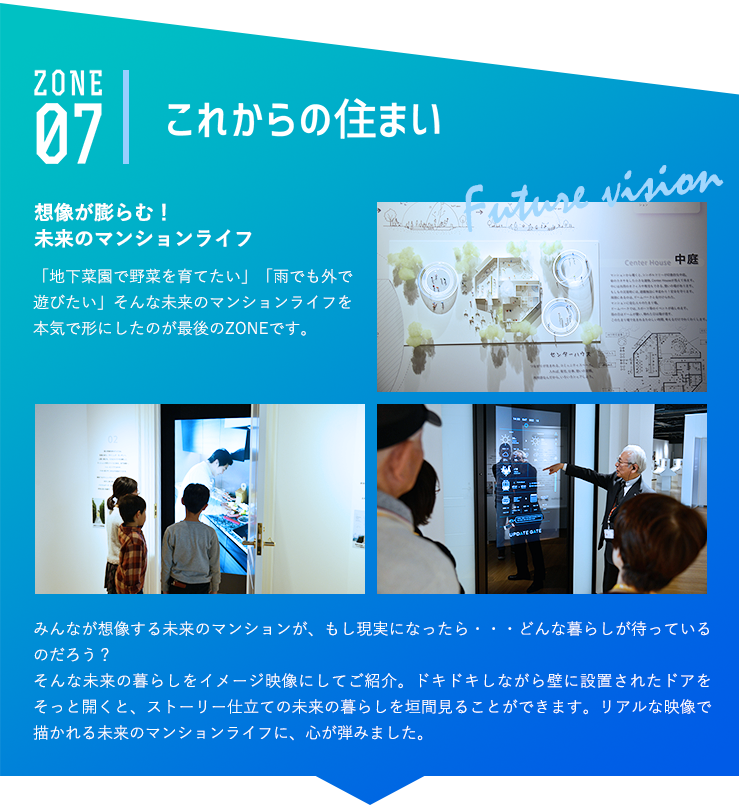 ZONE
07
これからの住まい
Future vision
想像が膨らむ！
未来のマンションライフ
「地下菜園で野菜を育てたい」「雨でも外で
遊びたい」そんな未来のマンションライフを
本気で形にしたのが最後のZONEです。
Center House 中庭
センターハウス
UPDATE GATE
みんなが想像する未来のマンションが、もし現実になったら・・・どんな暮らしが待っている
のだろう？
そんな未来の暮らしをイメージ映像にしてご紹介。ドキドキしながら壁に設置されたドアを
そっと開くと、ストーリー仕立ての未来の暮らしを垣間見ることができます。リアルな映像で
描かれる未来のマンションライフに、心が弾みました。